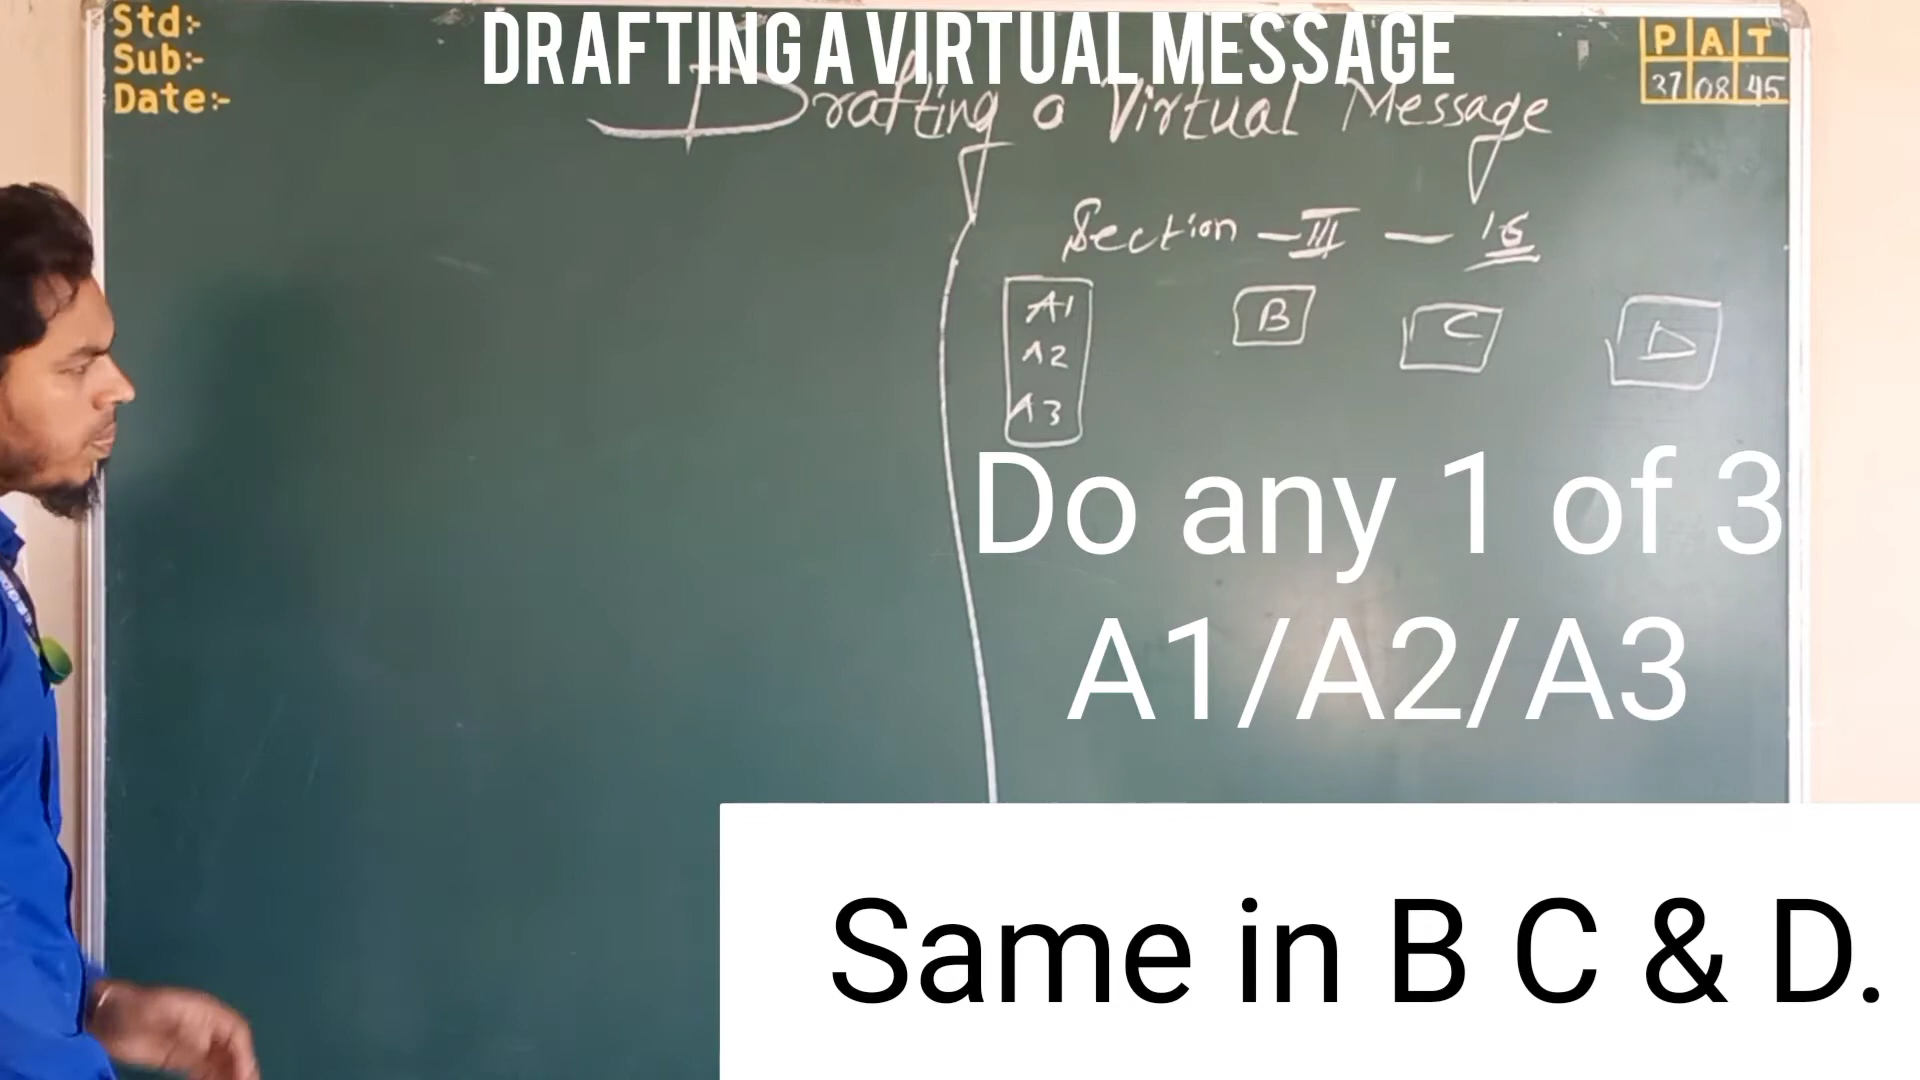 Std:-
Sub:-
Date:-
DRAFTING A VIRTUAL MESSAGE
P A T
37 08 45
Drafting a Virtual Message
Section - III - 16
A1
A2
A3
B
C
D
Do any 1 of 3
A1/A2/A3
Same in B C & D.